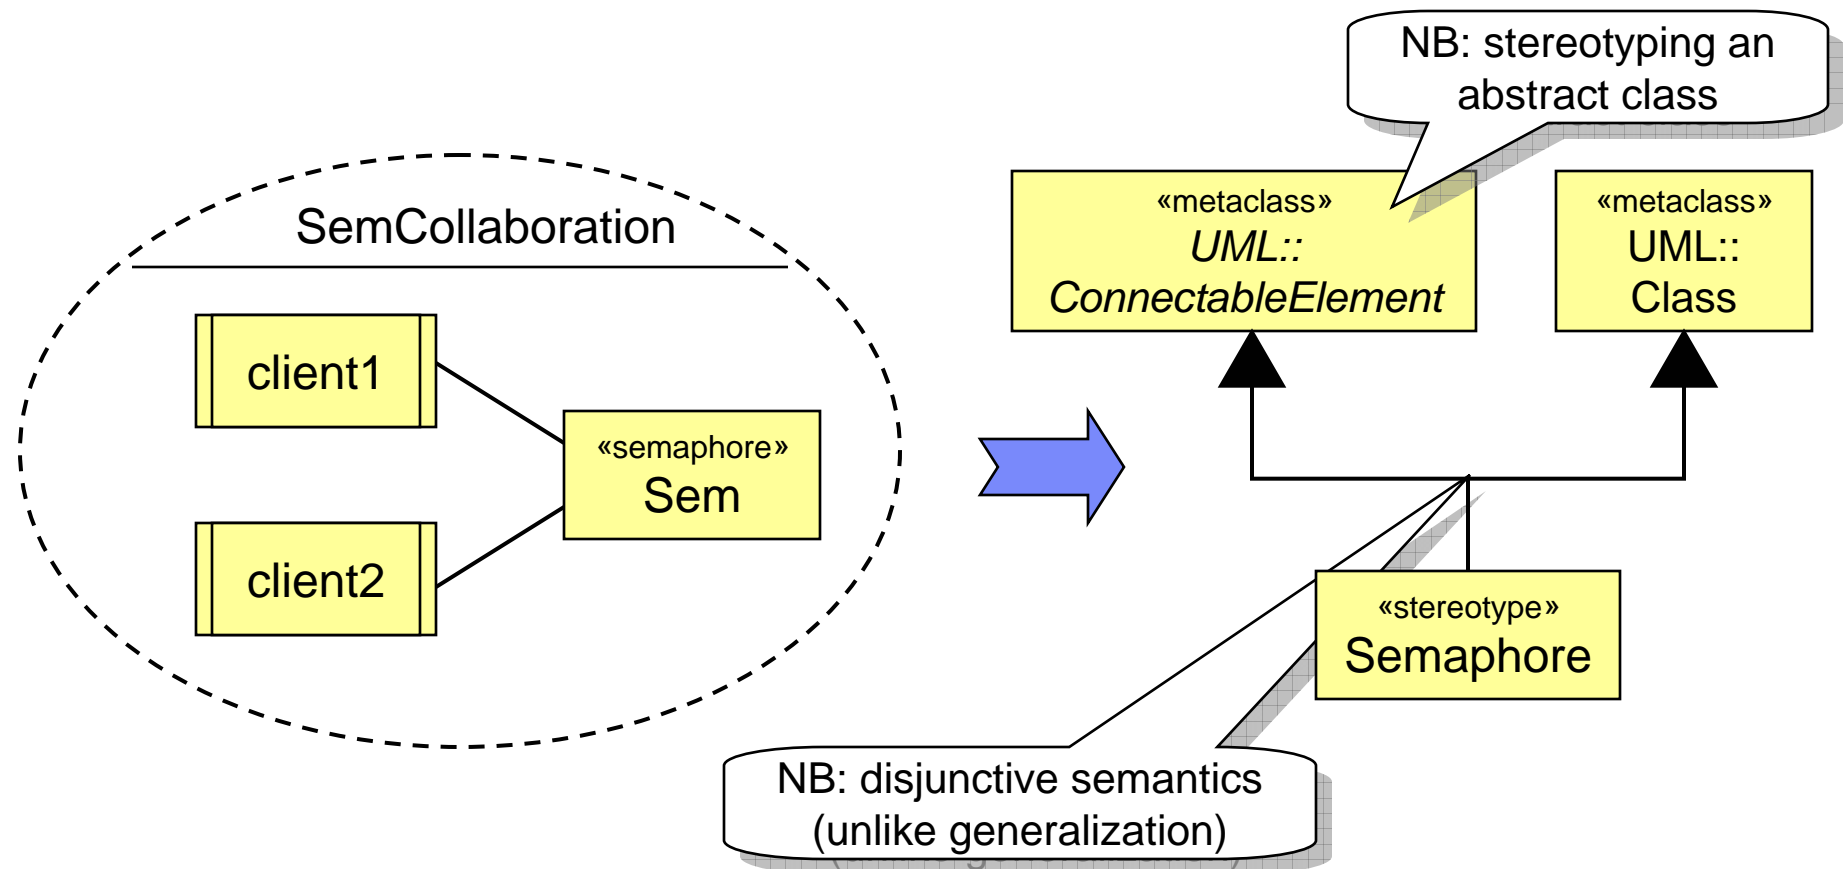 NB: stereotyping an
abstract class
SemCollaboration
client1
client2
«semaphore»
Sem
«metaclass»
UML::
ConnectableElement
«metaclass»
UML::
Class
«stereotype»
Semaphore
NB: disjunctive semantics
(unlike generalization)